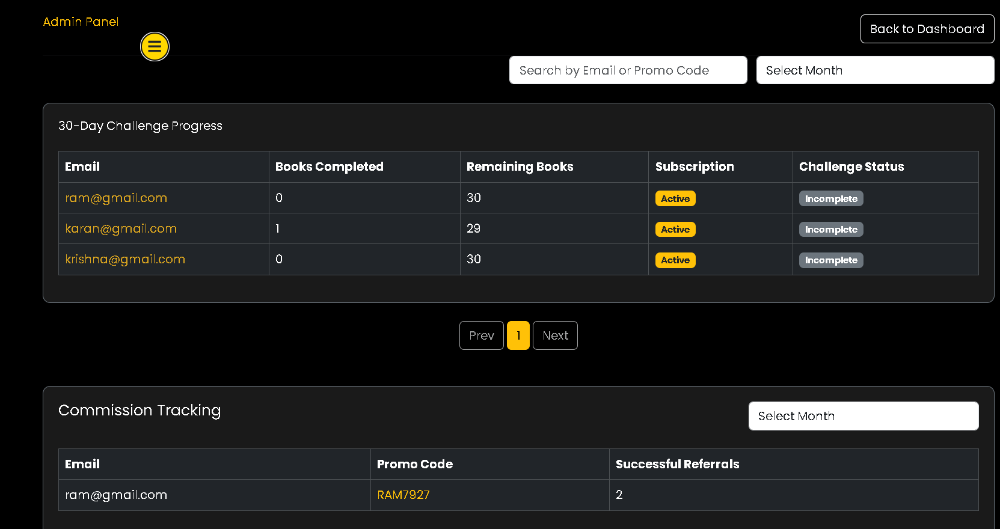 Admin Panel
Back to Dashboard
Search by Email or Promo Code
Select Month
30-Day Challenge Progress
Email Books Completed Remaining Books Subscription Challenge Status
ram@gmail.com 0 30 Active Incomplete
karan@gmail.com 1 29 Active Incomplete
krishna@gmail.com 0 30 Active Incomplete
Prev 1 Next
Commission Tracking
Select Month
Email Promo Code Successful Referrals
ram@gmail.com RAM7927 2